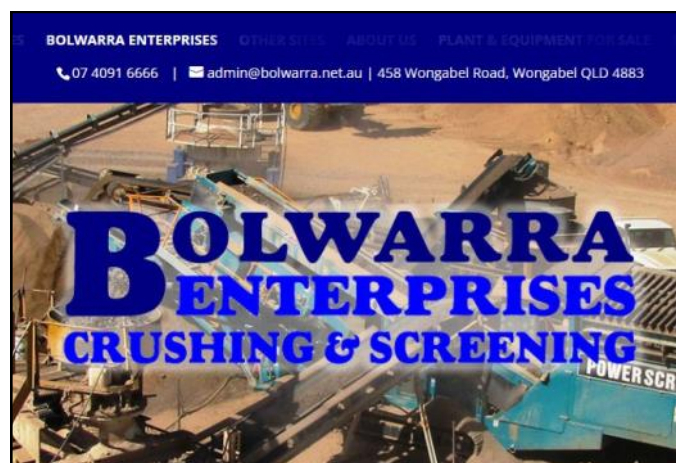 BOLWARRA ENTERPRISES OTHER SITES ABOUT US PLANT & EQUIPMENT FOR SALE
07 4091 6666 | admin@bolwarra.net.au | 458 Wongabel Road, Wongabel QLD 4883
BOLWARRA
ENTERPRISES
CRUSHING & SCREENING
POWERSCR